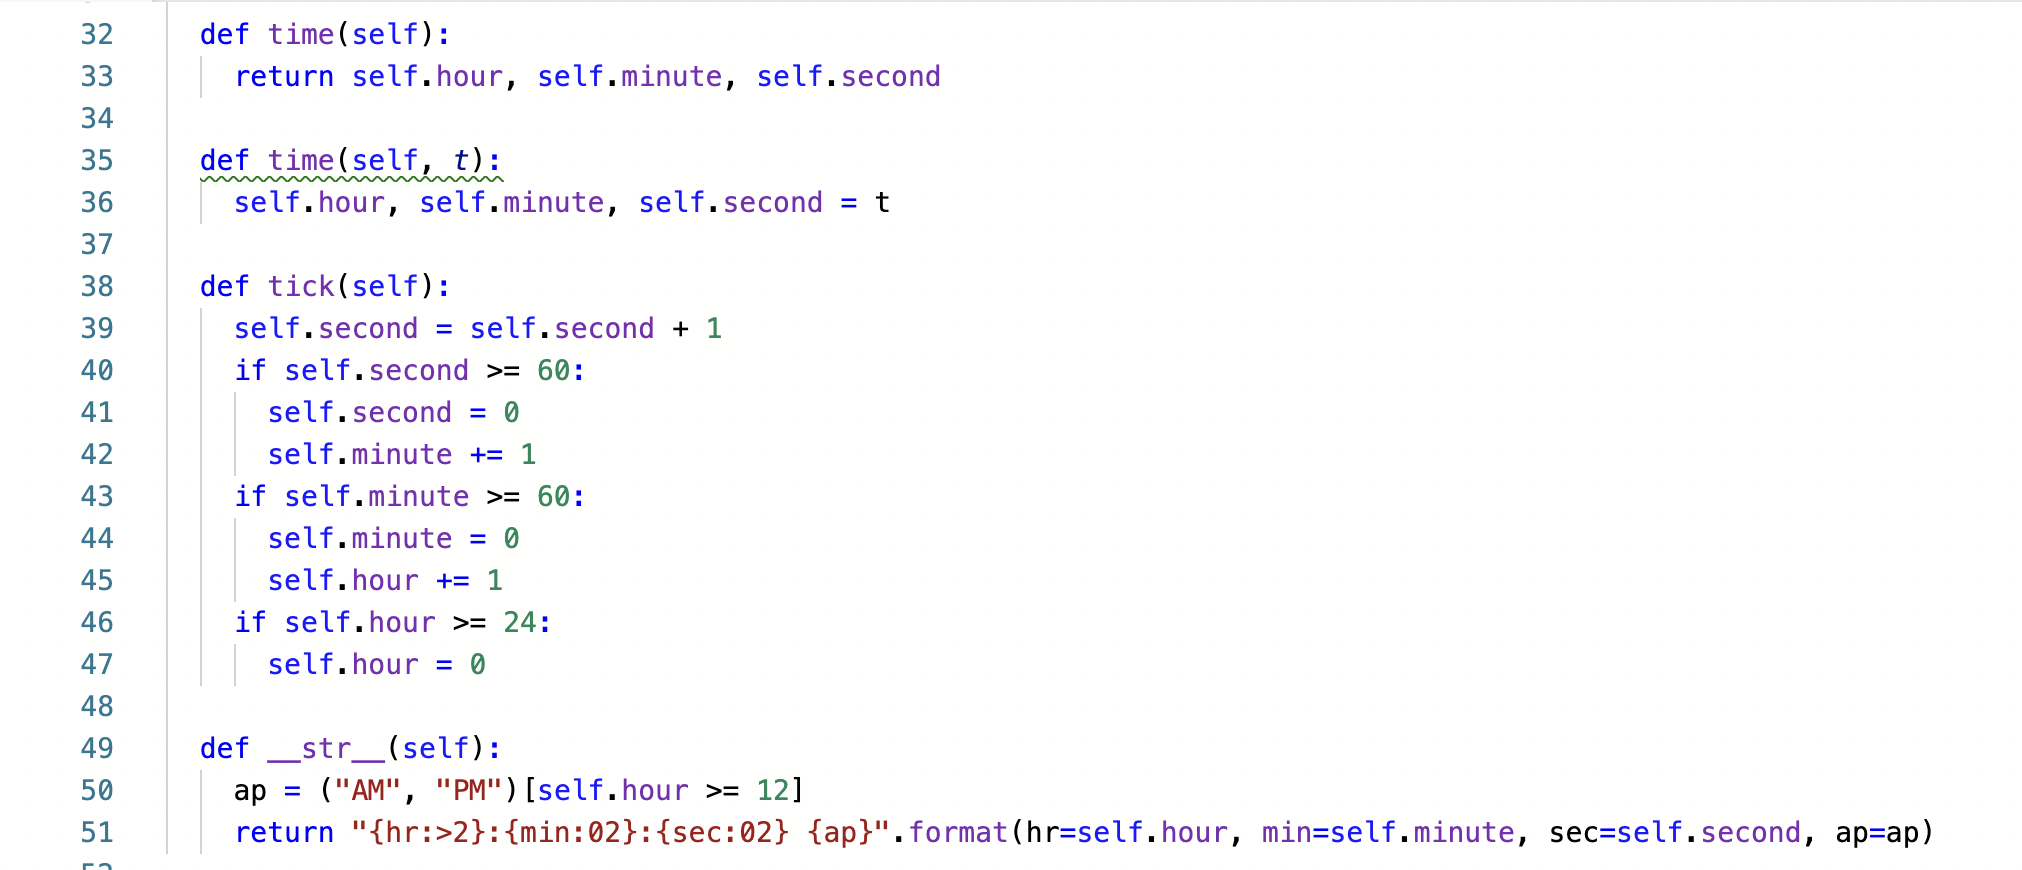 32 def time(self):
33 return self.hour, self.minute, self.second
34
35 def time(self, t):
36 self.hour, self.minute, self.second = t
37
38 def tick(self):
39 self.second = self.second + 1
40 if self.second >= 60:
41 self.second = 0
42 self.minute += 1
43 if self.minute >= 60:
44 self.minute = 0
45 self.hour += 1
46 if self.hour >= 24:
47 self.hour = 0
48
49 def __str__(self):
50 ap = ("AM", "PM")[self.hour >= 12]
51 return "{hr:>2}:{min:02}:{sec:02} {ap}".format(hr=self.hour, min=self.minute, sec=self.second, ap=ap)